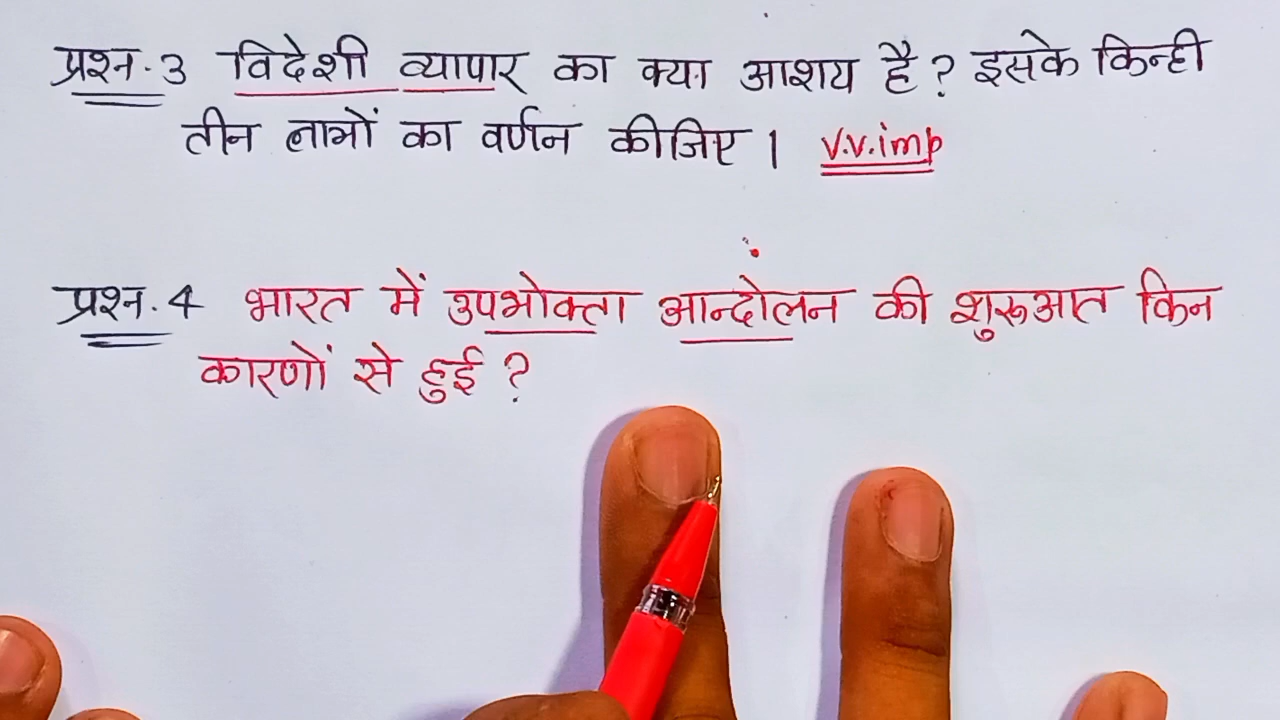 प्रश्न.3 विदेशी व्यापार का क्या आशय है? इसके किन्ही
तीन लाभों का वर्णन कीजिए। v.v.imp
प्रश्न.4 भारत में उपभोक्ता आन्दोलन की शुरूआत किन
कारणों से हुई?